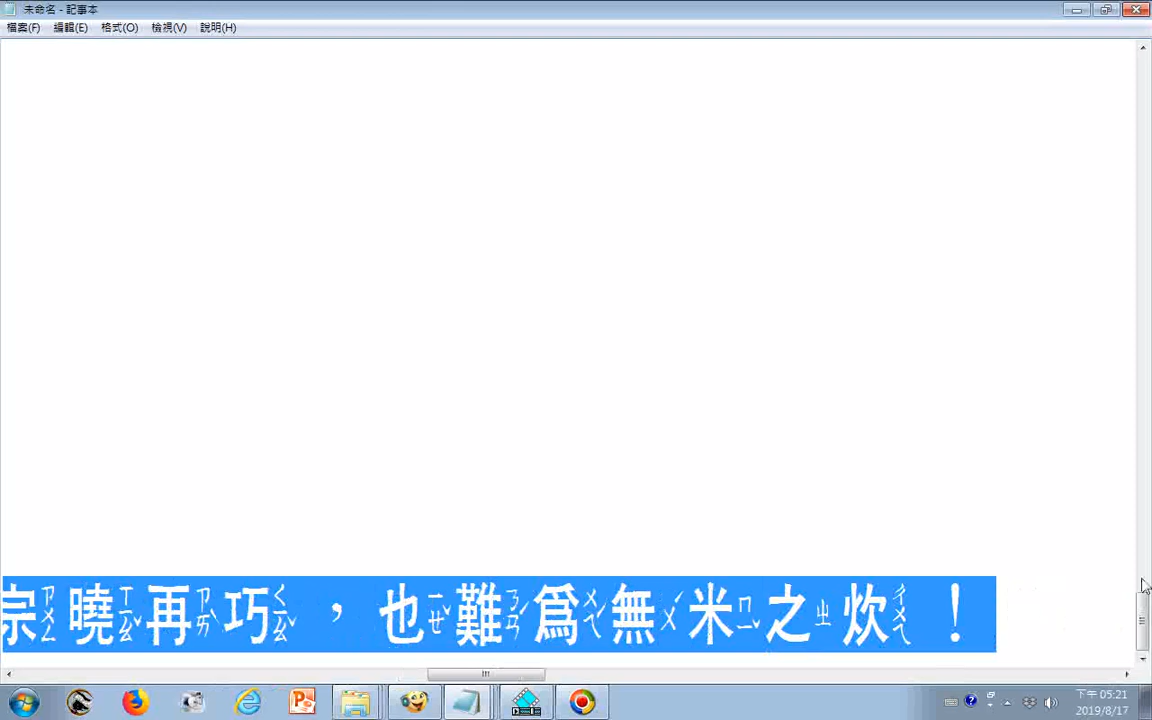 未命名 - 記事本
檔案(F) 編輯(E) 格式(O) 檢視(V) 說明(H)
宗ㄗㄨㄥ曉ㄒㄧㄠˇ再ㄗㄞˋ巧ㄑㄧㄠˇ，也ㄧㄝˇ難ㄋㄢˊ爲ㄨㄟˊ無ㄨˊ米ㄇㄧˇ之ㄓ炊ㄔㄨㄟ！
下午 05:21
2019/8/17